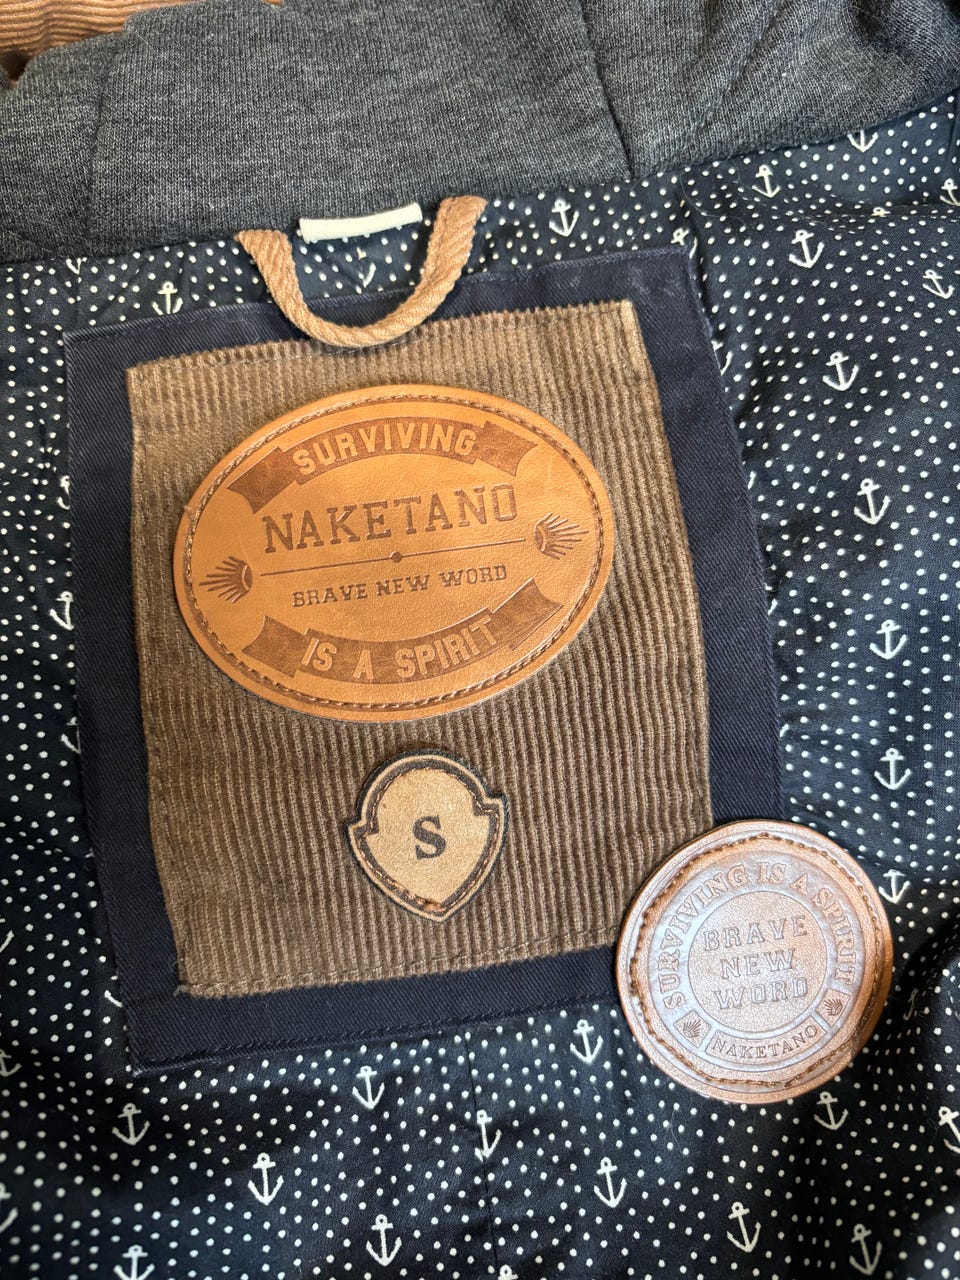 SURVIVING
NAKETANO
BRAVE NEW WORD
IS A SPIRIT
S
SURVIVING IS A SPIRIT
BRAVE
NEW
WORD
NAKETANO